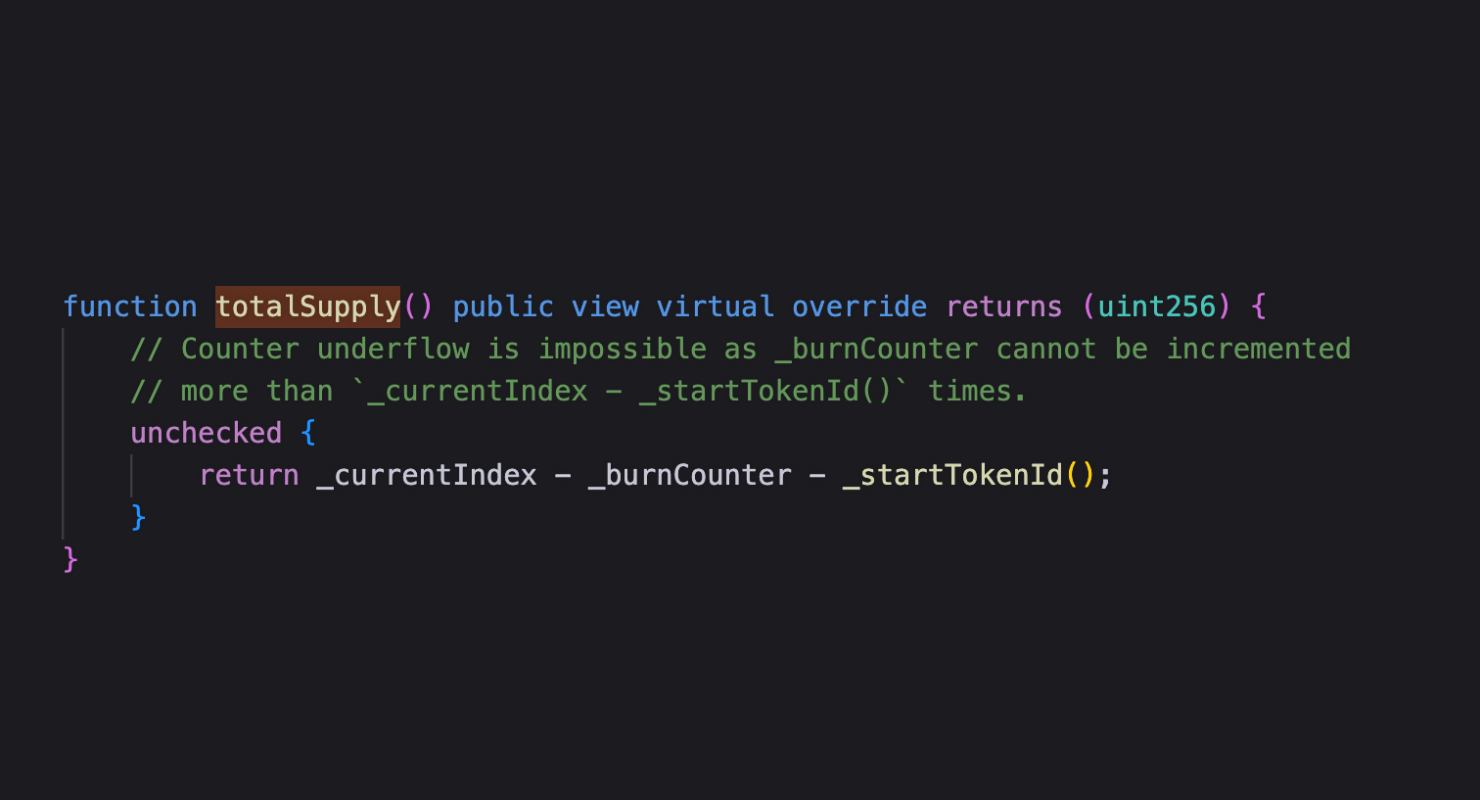 function totalSupply() public view virtual override returns (uint256) {
// Counter underflow is impossible as _burnCounter cannot be incremented
// more than `_currentIndex - _startTokenId()` times.
unchecked {
return _currentIndex - _burnCounter - _startTokenId();
}
}